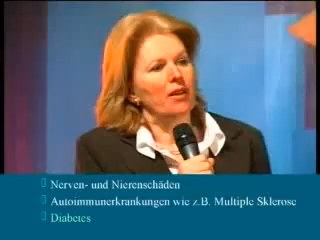 Nerven- und Nierenschäden
Autoimmunerkrankungen wie z.B. Multiple Sklerose
Diabetes